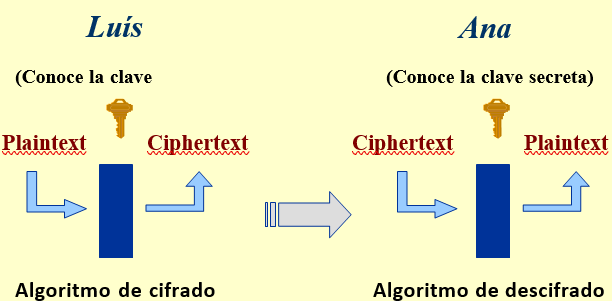 Luís
Ana
(Conoce la clave
(Conoce la clave secreta)
Plaintext
Ciphertext
Ciphertext
Plaintext
Algoritmo de cifrado
Algoritmo de descifrado